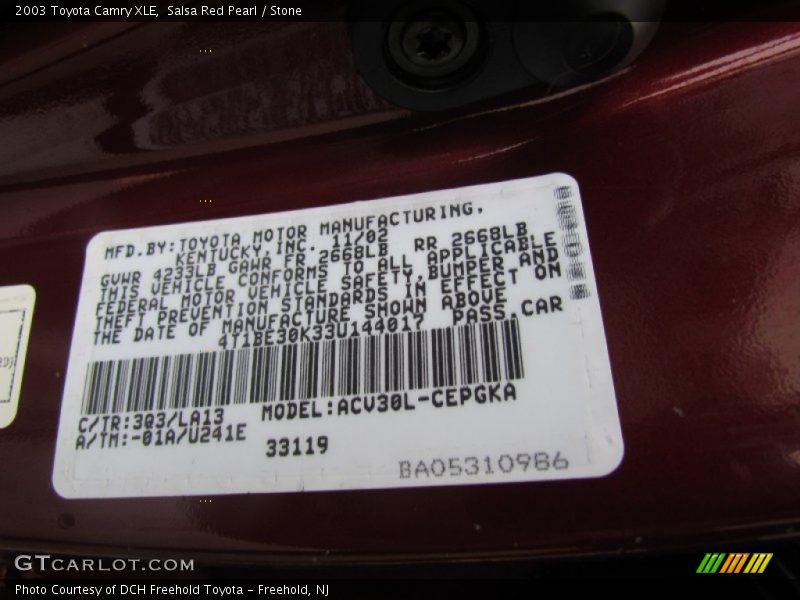 2003 Toyota Camry XLE,  Salsa Red Pearl / Stone
MFD.BY:TOYOTA MOTOR MANUFACTURING,
KENTUCKY,INC. 11/02
GVWR 4233LB GAWR FR 2668LB RR 2668LB
THIS VEHICLE CONFORMS TO ALL APPLICABLE
FEDERAL MOTOR VEHICLE SAFETY,BUMPER AND
THEFT PREVENTION STANDARDS IN EFFECT ON
THE DATE OF MANUFACTURE SHOWN ABOVE
4T1BE30K33U144017 PASS.CAR
C/TR:3Q3/LA13 MODEL:ACV30L-CEPGKA
A/TM:-01A/U241E 33119
BA05310986
GTCARLOT.COM
Photo Courtesy of DCH Freehold Toyota - Freehold, NJ